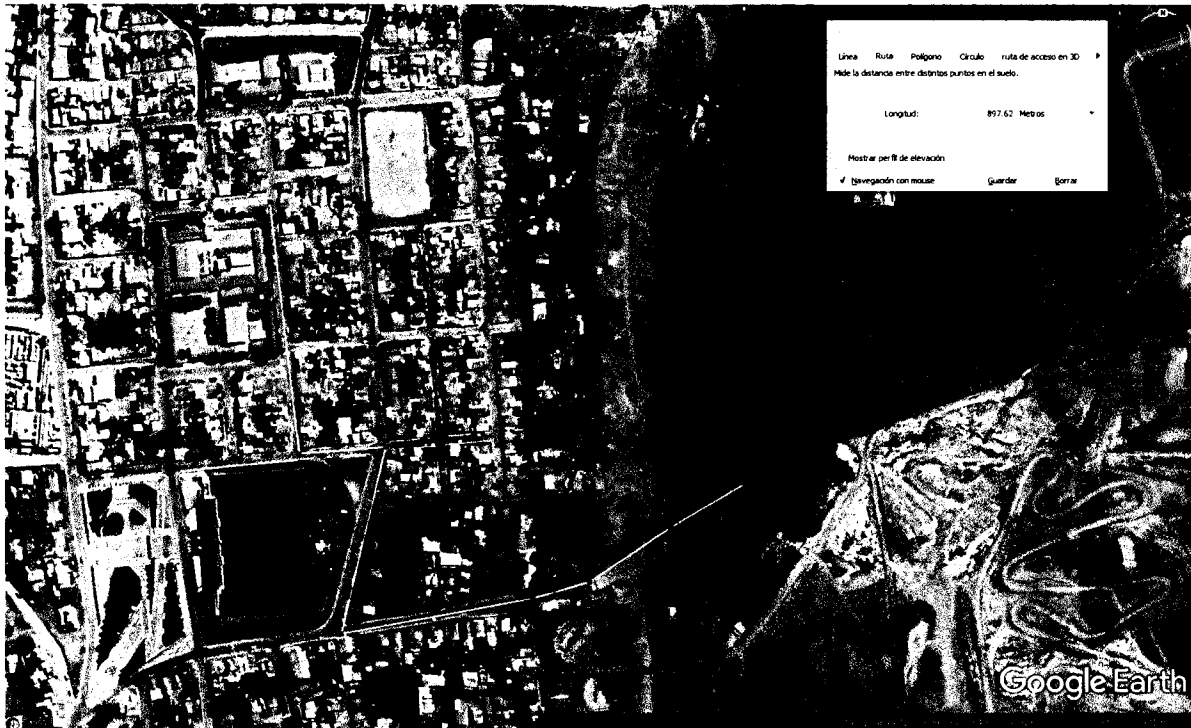 Línea Ruta Polígono Círculo ruta de acceso en 3D
Mide la distancia entre distintos puntos en el suelo.
Longitud: 897.62 Metros
Mostrar perfil de elevación
✓ Navegación con mouse Guardar Borrar
N
Google Earth